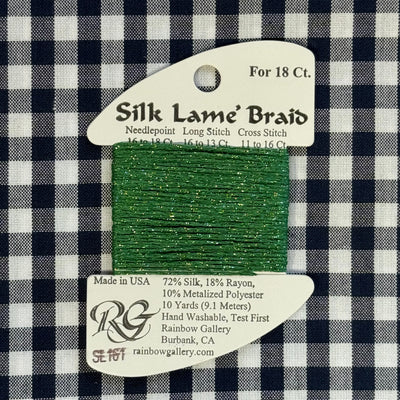 For 18 Ct.
Silk Lame' Braid
Needlepoint Long Stitch Cross Stitch
16 to 18 Ct. 16 to 13 Ct. 11 to 16 Ct.
Made in USA
72% Silk, 18% Rayon,
10% Metalized Polyester
10 Yards (9.1 Meters)
Hand Washable, Test First
Rainbow Gallery
Burbank, CA
rainbowgallery.com
RG
SL161